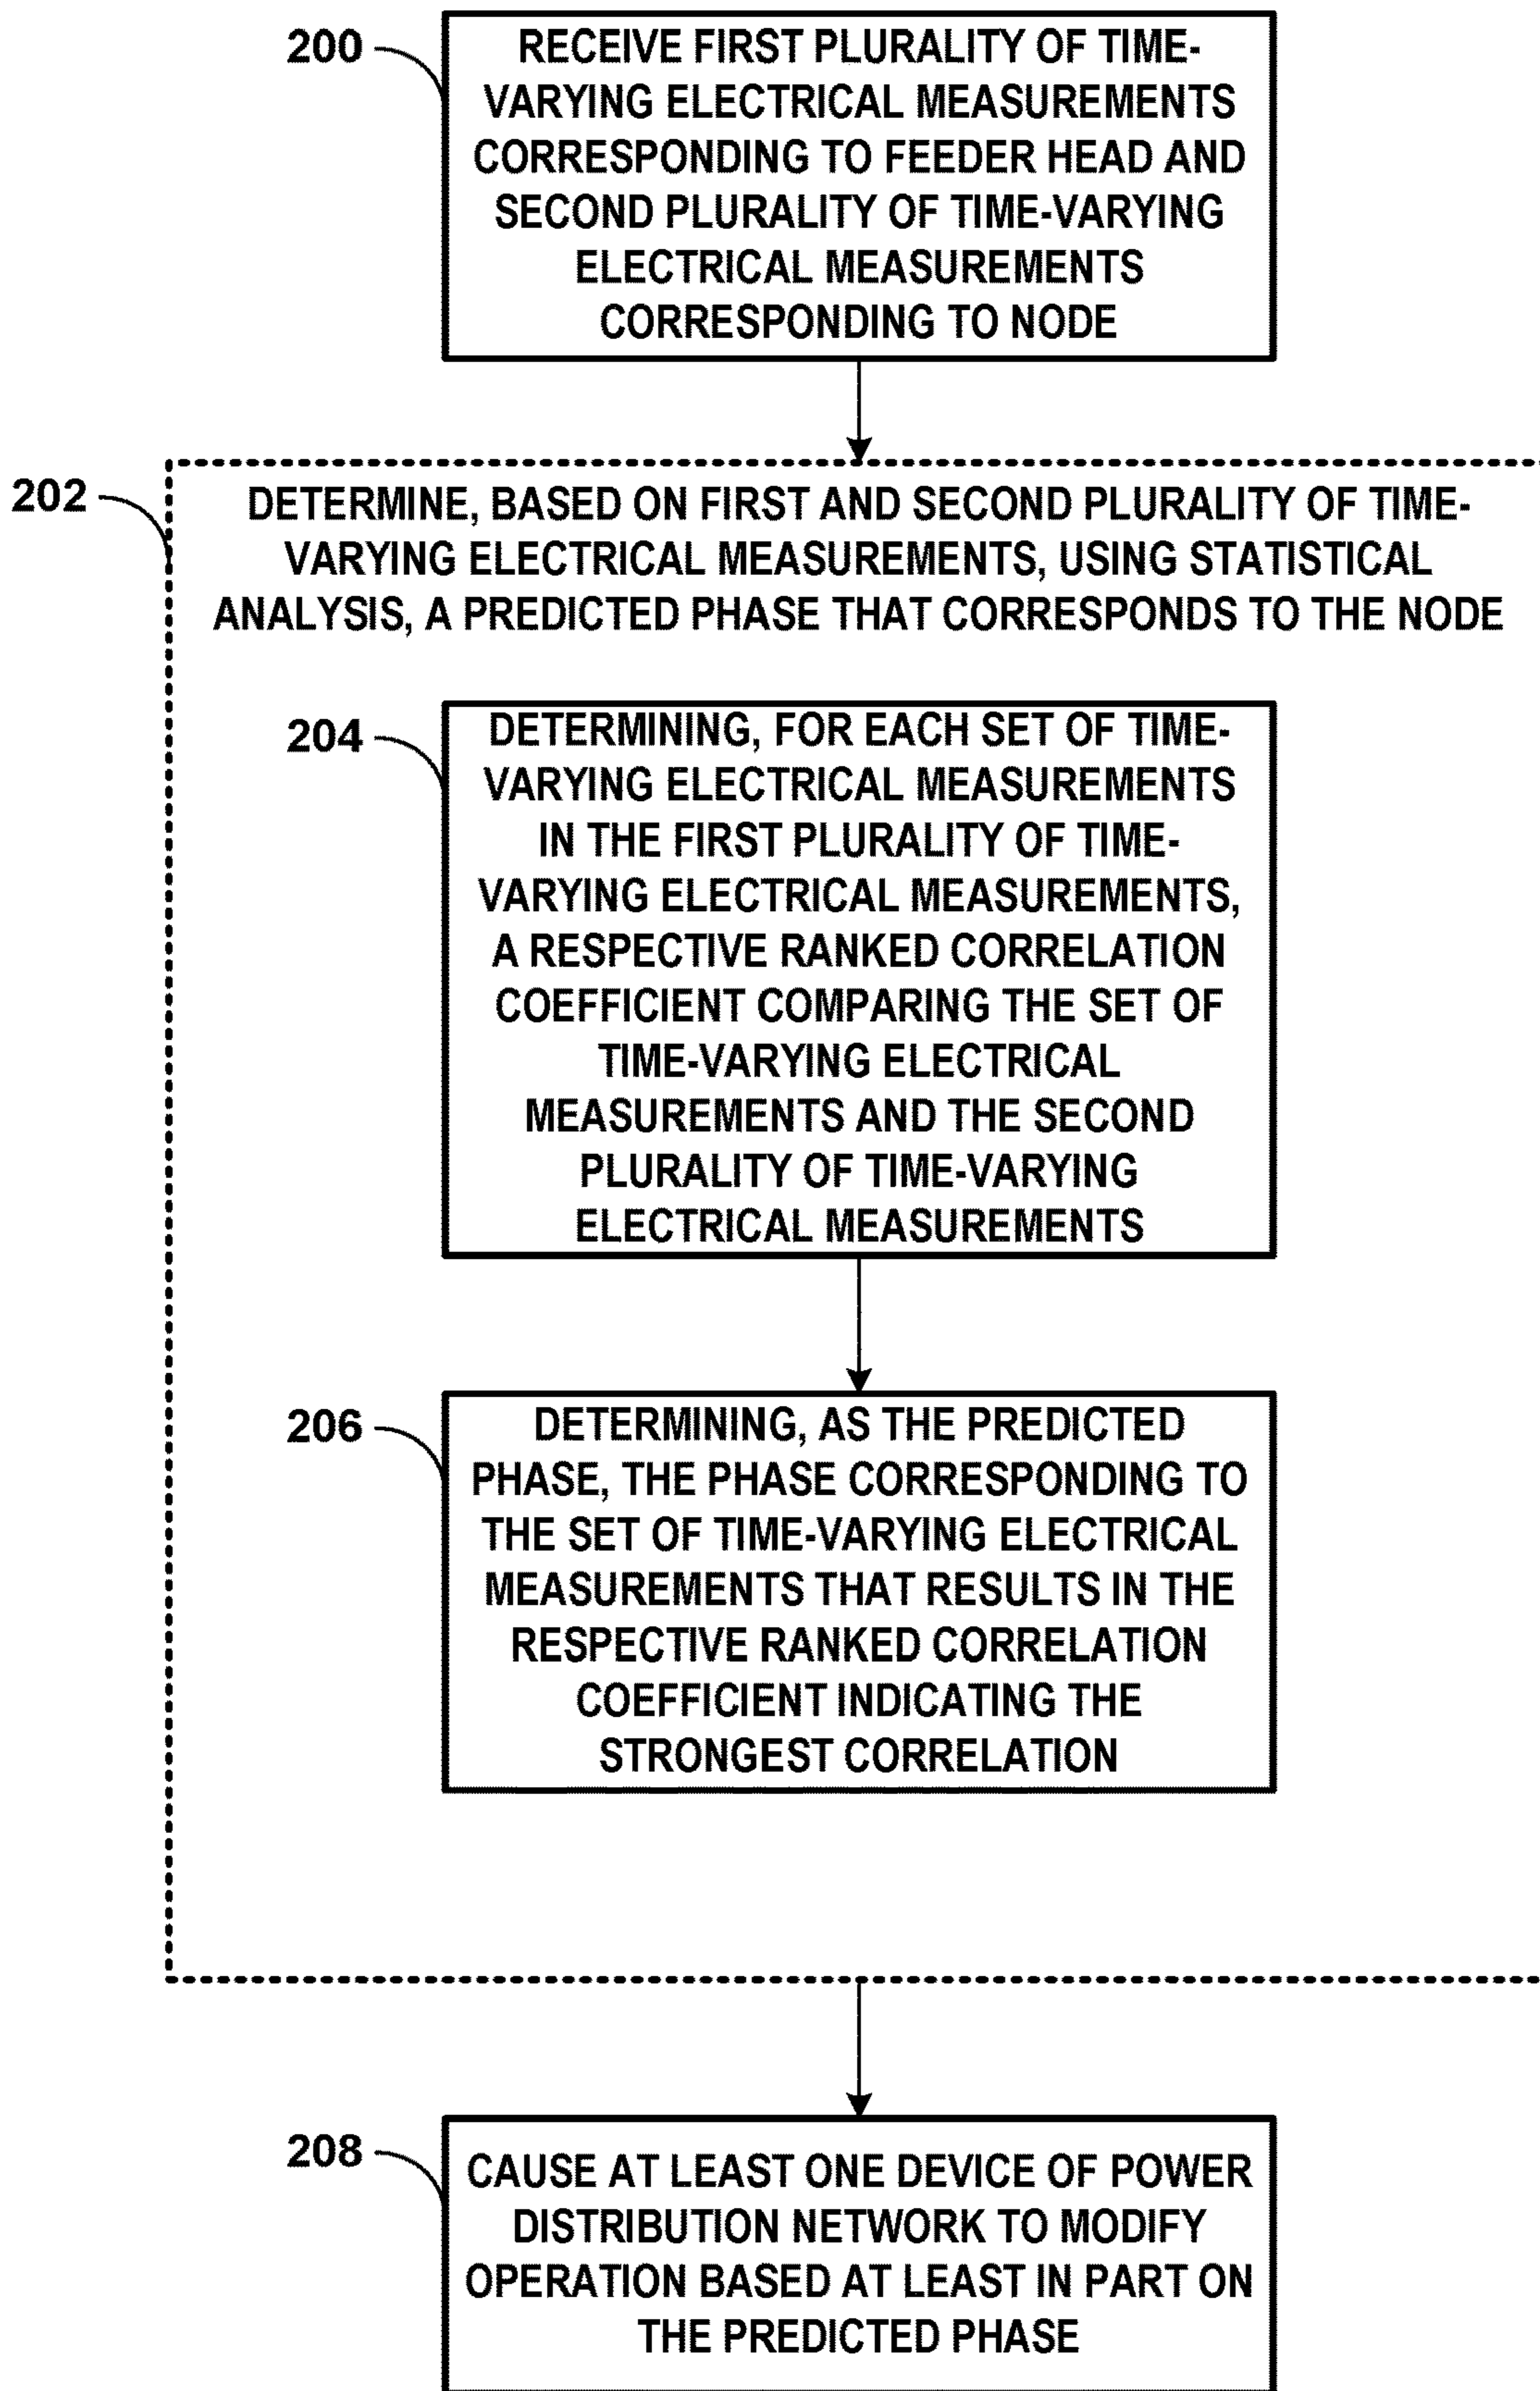 200
RECEIVE FIRST PLURALITY OF TIME-
VARYING ELECTRICAL MEASUREMENTS
CORRESPONDING TO FEEDER HEAD AND
SECOND PLURALITY OF TIME-VARYING
ELECTRICAL MEASUREMENTS
CORRESPONDING TO NODE
202
DETERMINE, BASED ON FIRST AND SECOND PLURALITY OF TIME-
VARYING ELECTRICAL MEASUREMENTS, USING STATISTICAL
ANALYSIS, A PREDICTED PHASE THAT CORRESPONDS TO THE NODE
204
DETERMINING, FOR EACH SET OF TIME-
VARYING ELECTRICAL MEASUREMENTS
IN THE FIRST PLURALITY OF TIME-
VARYING ELECTRICAL MEASUREMENTS,
A RESPECTIVE RANKED CORRELATION
COEFFICIENT COMPARING THE SET OF
TIME-VARYING ELECTRICAL
MEASUREMENTS AND THE SECOND
PLURALITY OF TIME-VARYING
ELECTRICAL MEASUREMENTS
206
DETERMINING, AS THE PREDICTED
PHASE, THE PHASE CORRESPONDING TO
THE SET OF TIME-VARYING ELECTRICAL
MEASUREMENTS THAT RESULTS IN THE
RESPECTIVE RANKED CORRELATION
COEFFICIENT INDICATING THE
STRONGEST CORRELATION
208
CAUSE AT LEAST ONE DEVICE OF POWER
DISTRIBUTION NETWORK TO MODIFY
OPERATION BASED AT LEAST IN PART ON
THE PREDICTED PHASE